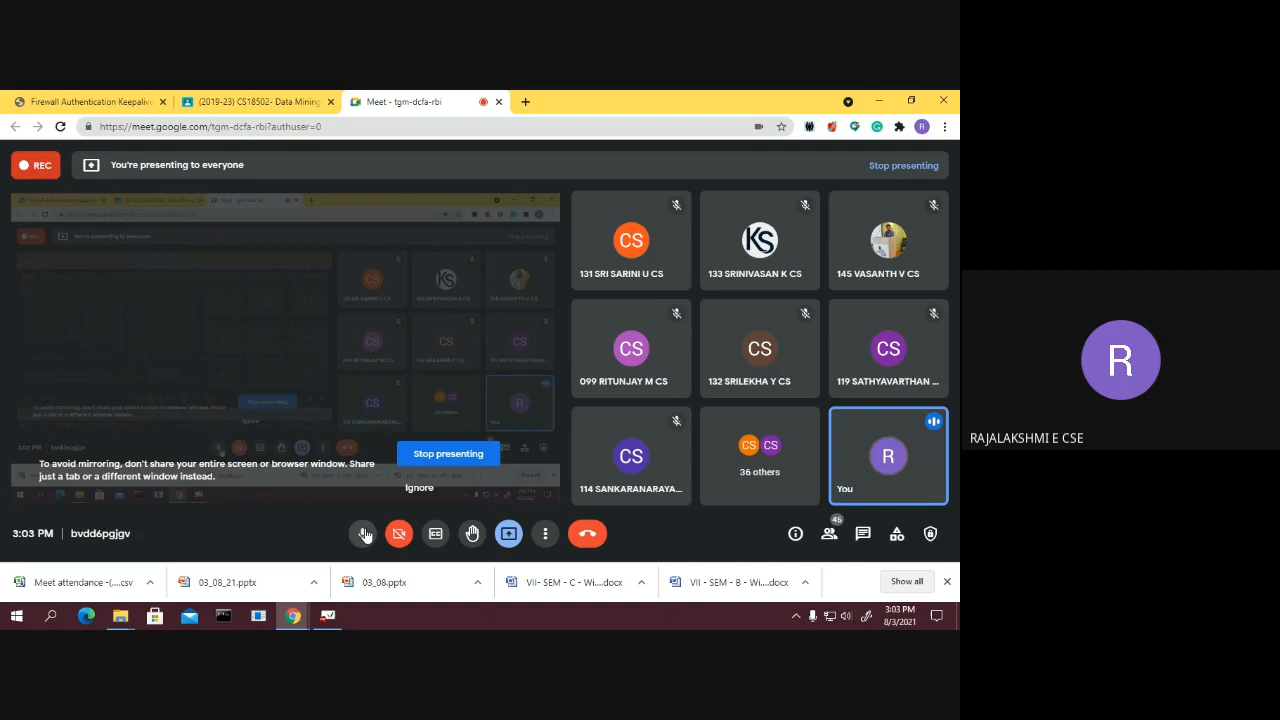 Firewall Authentication Keepalive
(2019-23) CS18502- Data Mining
Meet - tgm-dcfa-rbi
https://meet.google.com/tgm-dcfa-rbi?authuser=0
R
REC
You're presenting to everyone
Stop presenting
CS
131 SRI SARINI U CS
KS
133 SRINIVASAN K CS
145 VASANTH V CS
CS
099 RITUNJAY M CS
CS
132 SRILEKHA Y CS
CS
119 SATHYAVARTHAN ...
CS
114 SANKARANARAYA...
CS CS
36 others
R
You
To avoid mirroring, don't share your entire screen or browser window. Share
just a tab or a different window instead.
Stop presenting
Ignore
3:03 PM | bvdd6pgjgv
45
Meet attendance -(....csv
03_08_21.pptx
03_08.pptx
VII- SEM - C - Wi....docx
VII - SEM - B - Wi....docx
Show all
3:03 PM
8/3/2021
R
RAJALAKSHMI E CSE